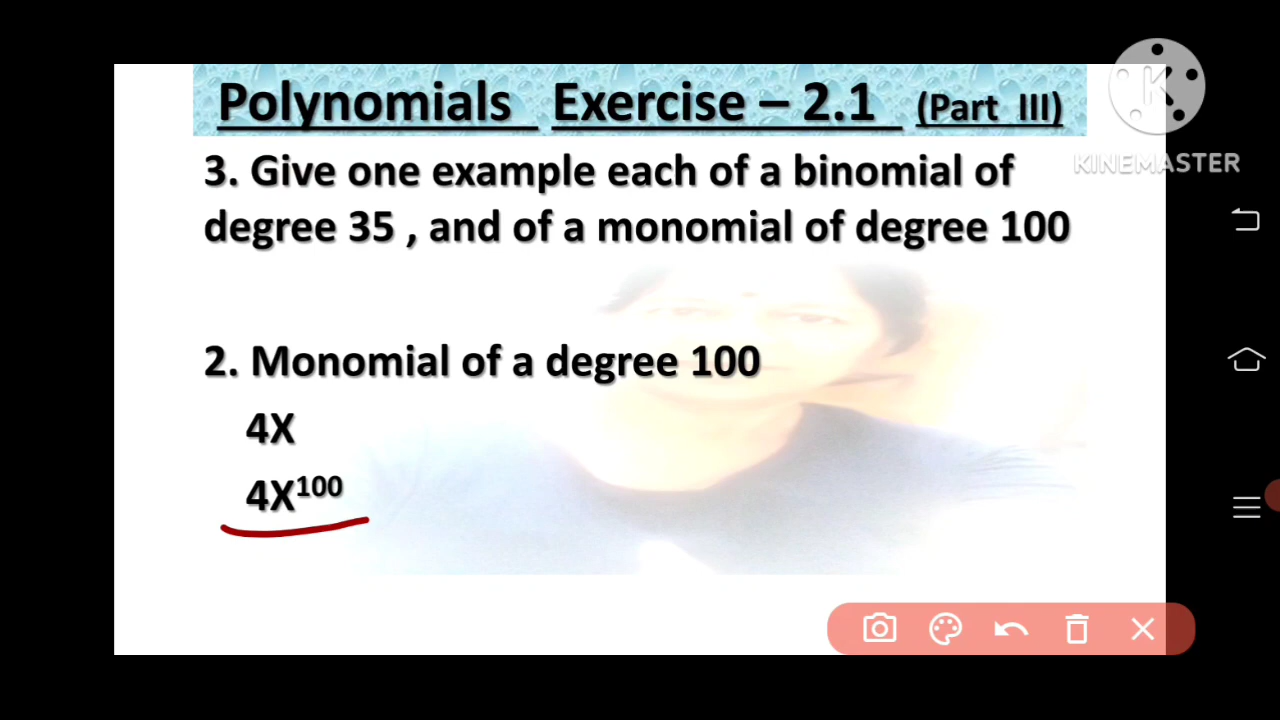 Polynomials Exercise – 2.1 (Part III)
KINEMASTER
3. Give one example each of a binomial of
degree 35 , and of a monomial of degree 100
2. Monomial of a degree 100
4X
4X¹⁰⁰